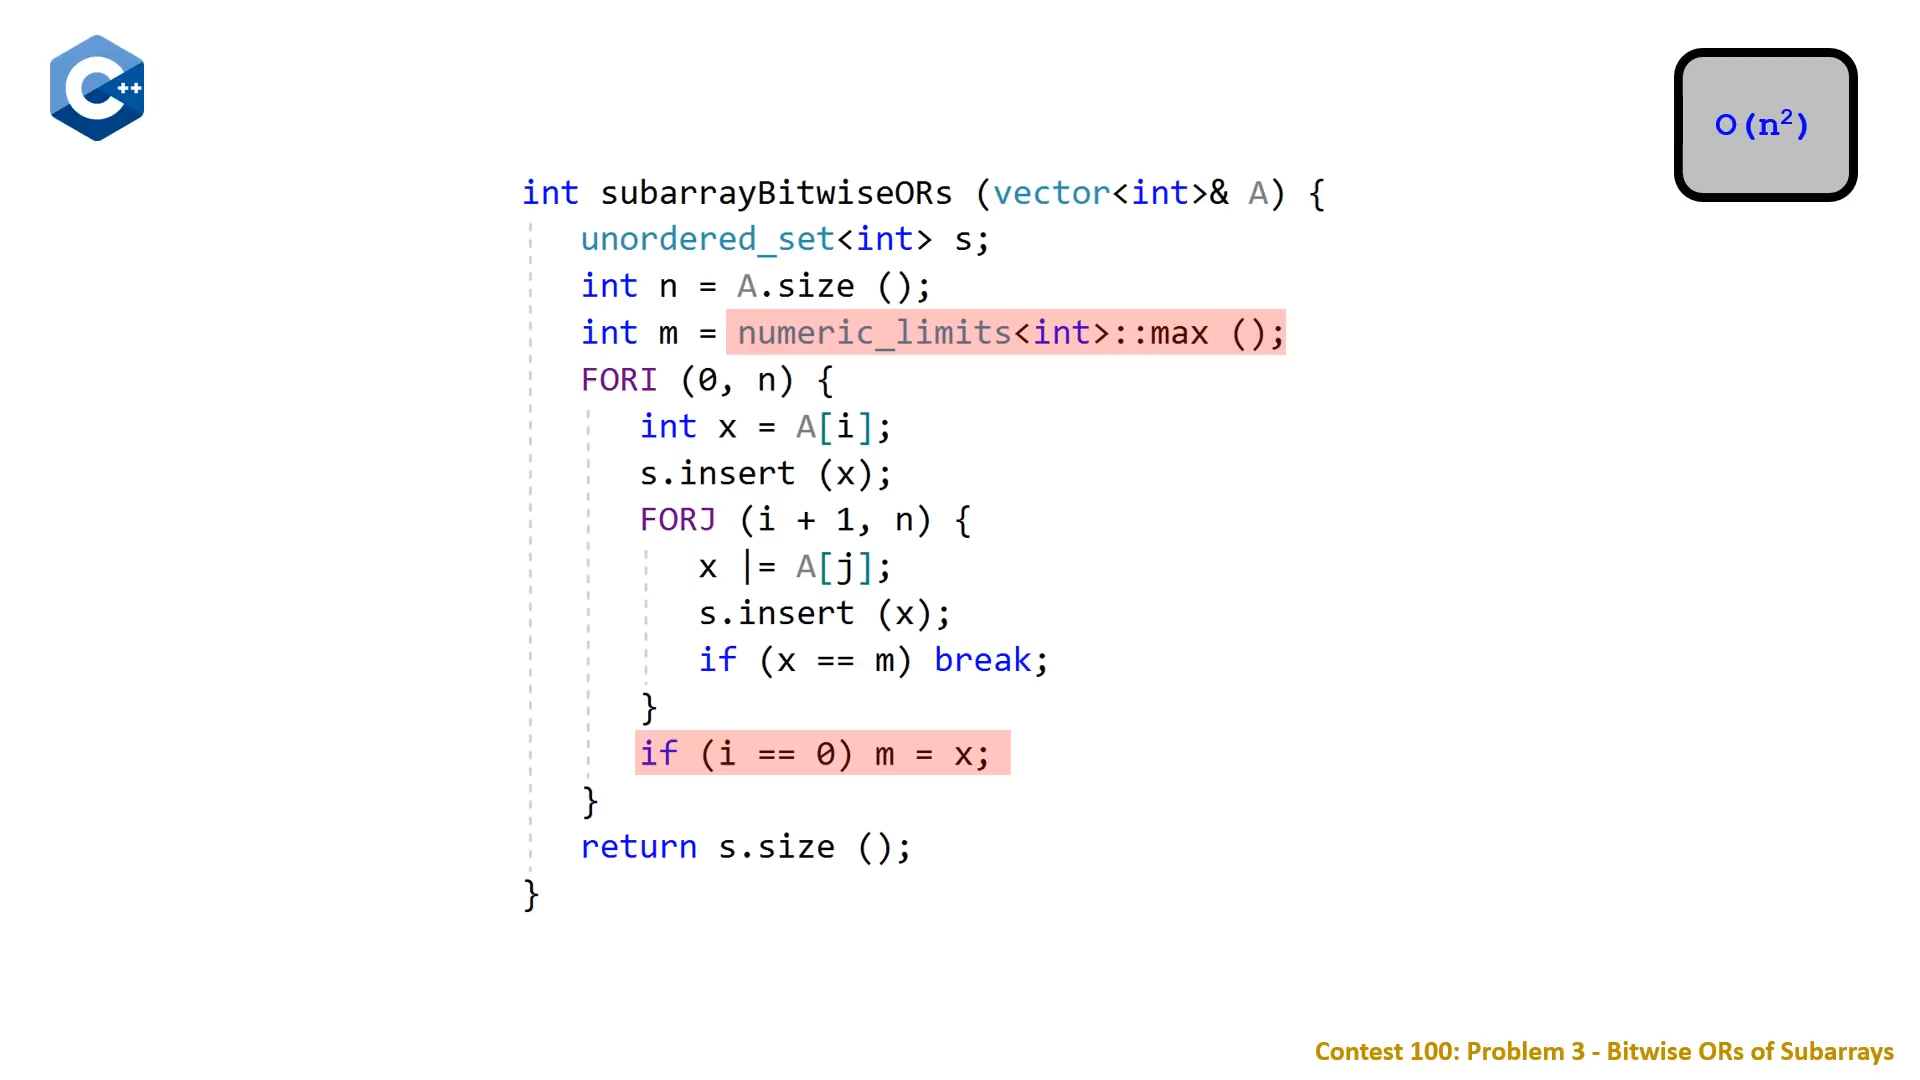 C++
O(n²)
int subarrayBitwiseORs (vector<int>& A) {
unordered_set<int> s;
int n = A.size ();
int m = numeric_limits<int>::max ();
FORI (0, n) {
int x = A[i];
s.insert (x);
FORJ (i + 1, n) {
x |= A[j];
s.insert (x);
if (x == m) break;
}
if (i == 0) m = x;
}
return s.size ();
}
Contest 100: Problem 3 - Bitwise ORs of Subarrays